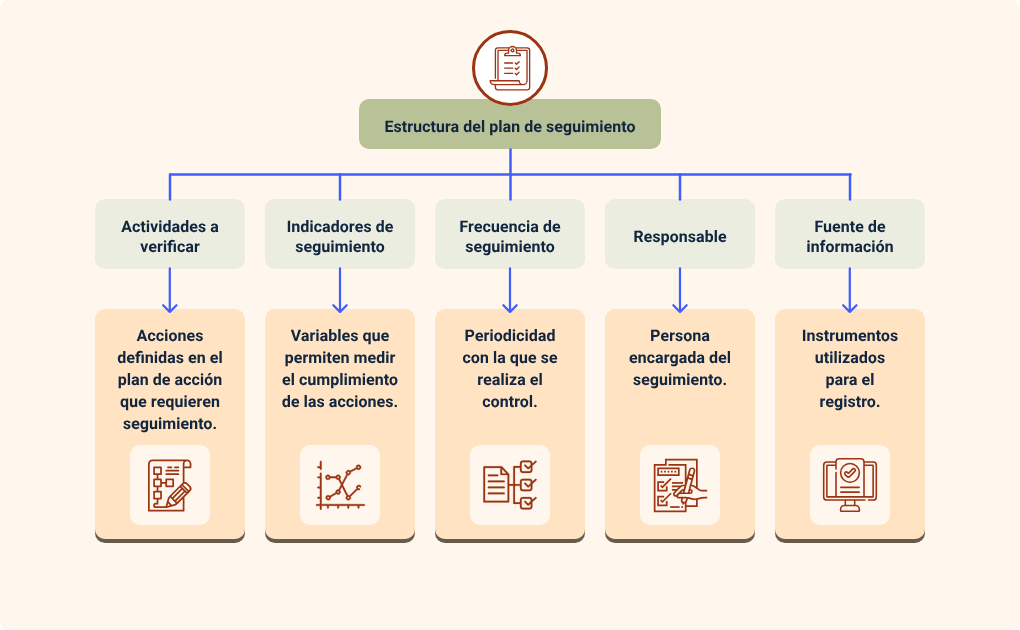 Estructura del plan de seguimiento
Actividades a
verificar
Indicadores de
seguimiento
Frecuencia de
seguimiento
Responsable
Fuente de
información
Acciones
definidas en el
plan de acción
que requieren
seguimiento.
Variables que
permiten medir
el cumplimiento
de las acciones.
Periodicidad
con la que se
realiza el
control.
Persona
encargada del
seguimiento.
Instrumentos
utilizados
para el
registro.